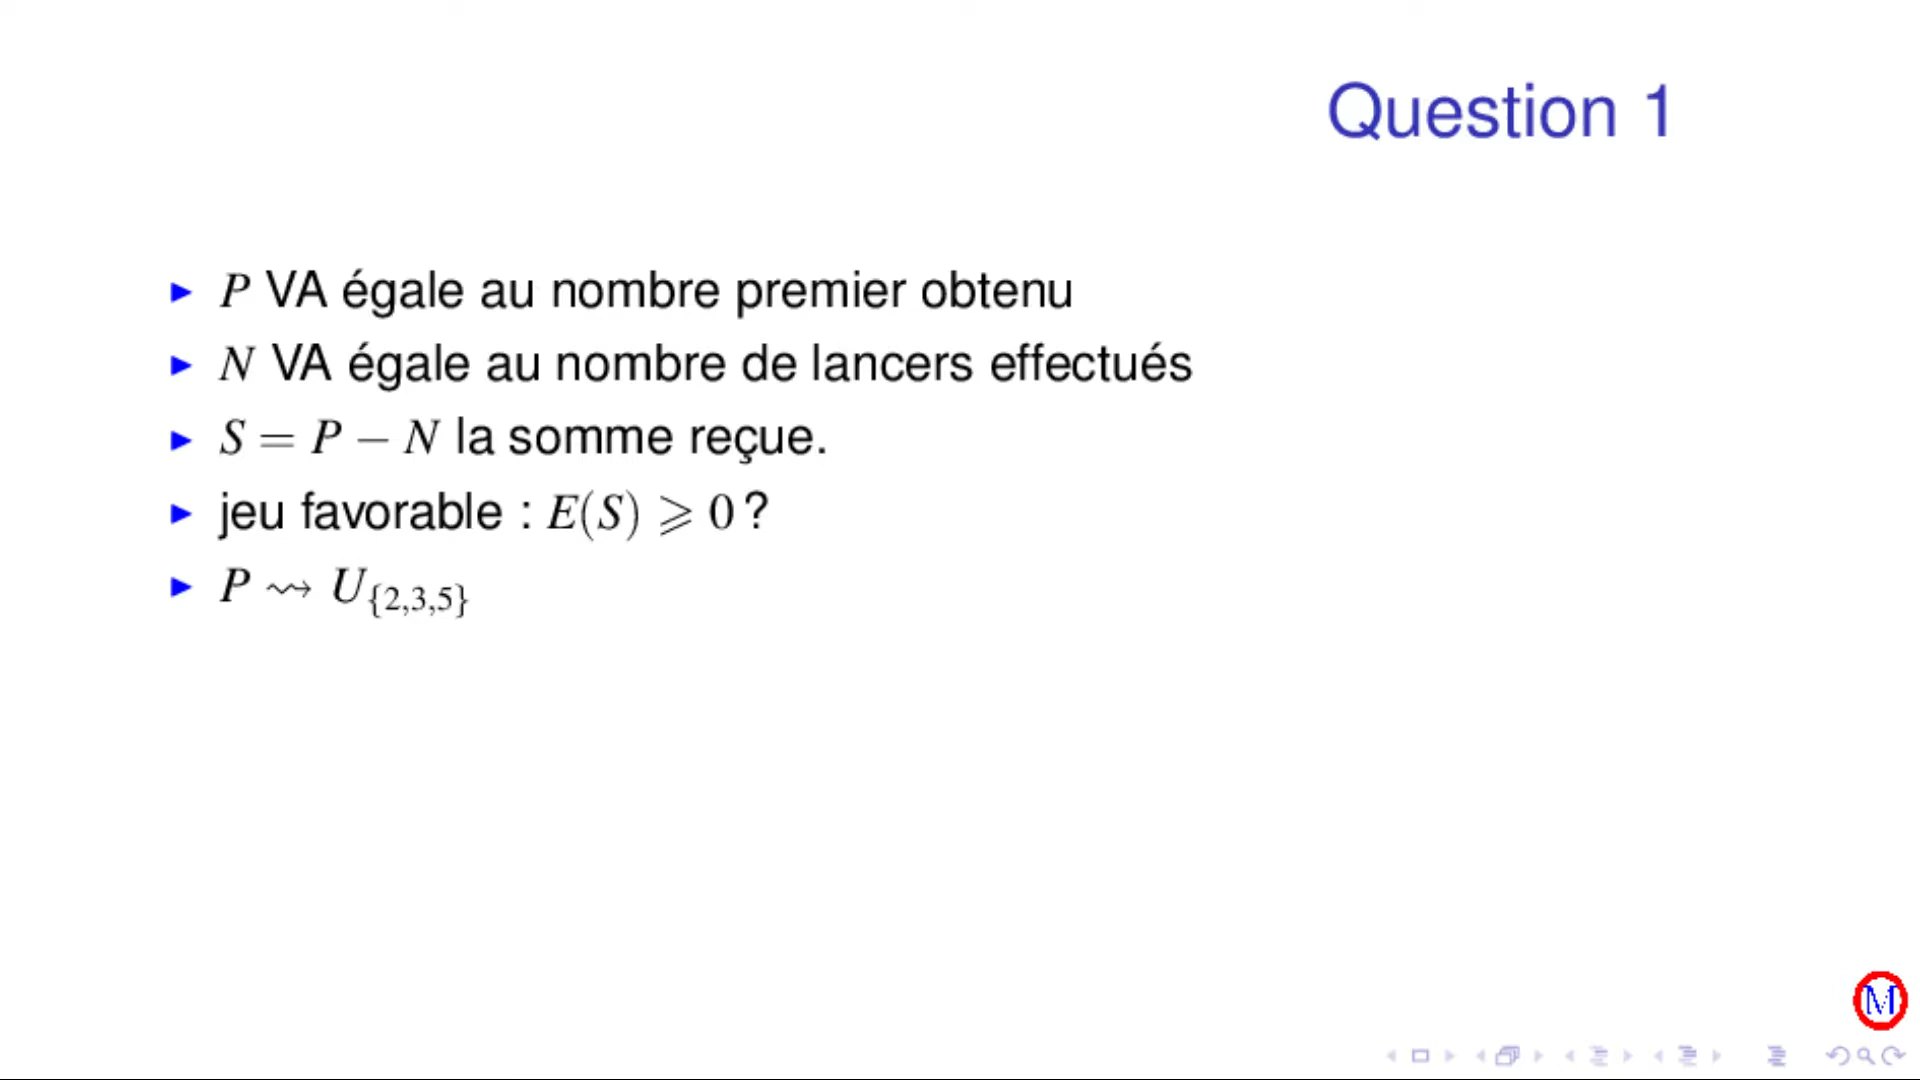 Question 1
▶ P VA égale au nombre premier obtenu
▶ N VA égale au nombre de lancers effectués
▶ S = P − N la somme reçue.
▶ jeu favorable : E(S) ⩾ 0 ?
▶ P ⇝ U_{2,3,5}
M